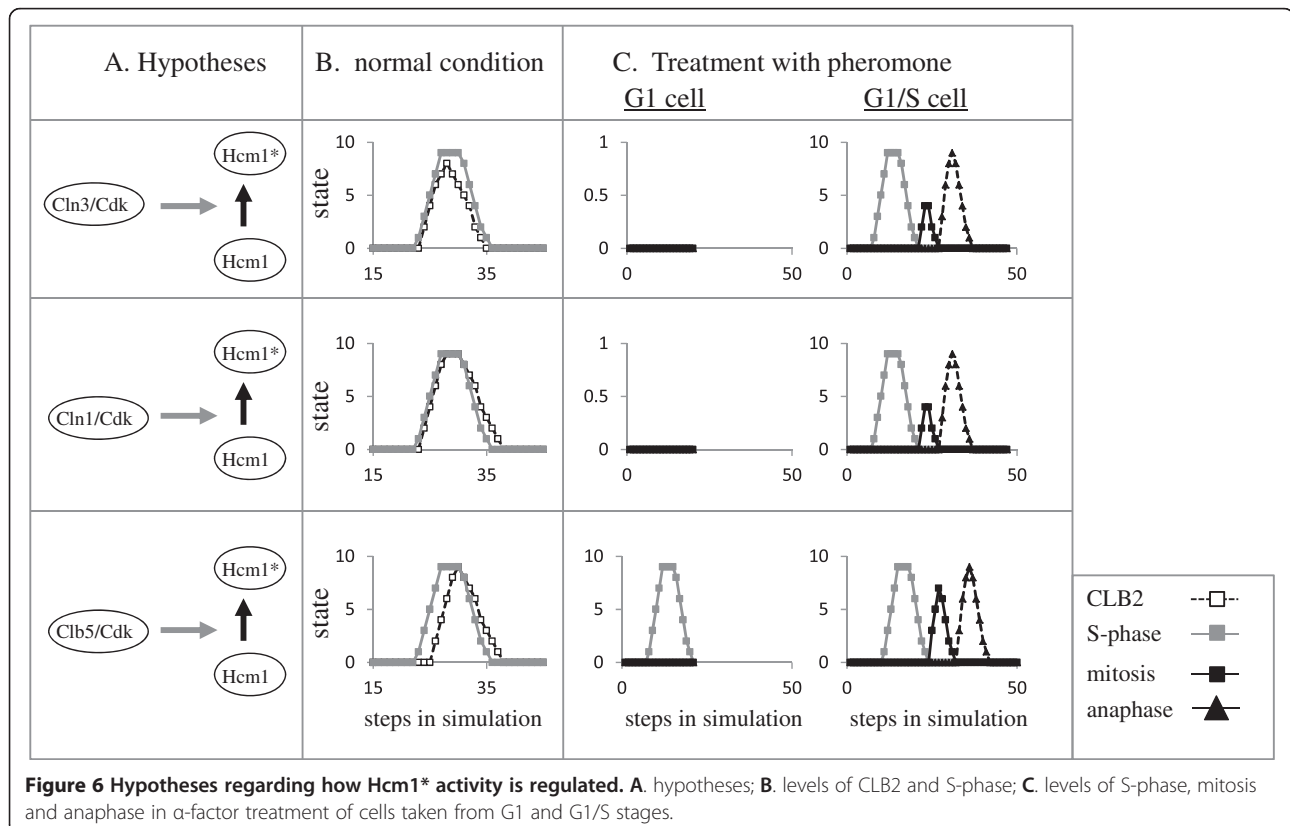 A. Hypotheses
B. normal condition
C. Treatment with pheromone
G1 cell
G1/S cell
Hcm1*
Cln3/Cdk
Hcm1
state
10
5
0
15
35
1
0.5
0
0
50
10
5
0
0
50
Hcm1*
Cln1/Cdk
Hcm1
state
10
5
0
15
35
1
0.5
0
0
50
10
5
0
0
50
Hcm1*
Clb5/Cdk
Hcm1
state
10
5
0
15
35
steps in simulation
10
5
0
0
50
steps in simulation
10
5
0
0
50
steps in simulation
CLB2
S-phase
mitosis
anaphase
Figure 6 Hypotheses regarding how Hcm1* activity is regulated. A. hypotheses; B. levels of CLB2 and S-phase; C. levels of S-phase, mitosis
and anaphase in α-factor treatment of cells taken from G1 and G1/S stages.